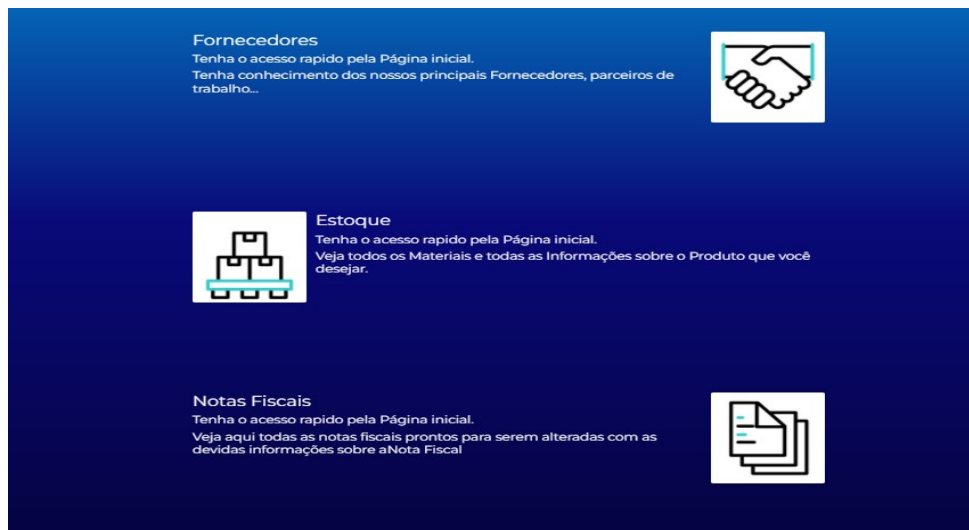 Fornecedores
Tenha o acesso rapido pela Página inicial.
Tenha conhecimento dos nossos principais Fornecedores, parceiros de
trabalho...
Estoque
Tenha o acesso rapido pela Página inicial.
Veja todos os Materiais e todas as Informações sobre o Produto que você
desejar.
Notas Fiscais
Tenha o acesso rapido pela Página inicial.
Veja aqui todas as notas fiscais prontos para serem alteradas com as
devidas informações sobre aNota Fiscal